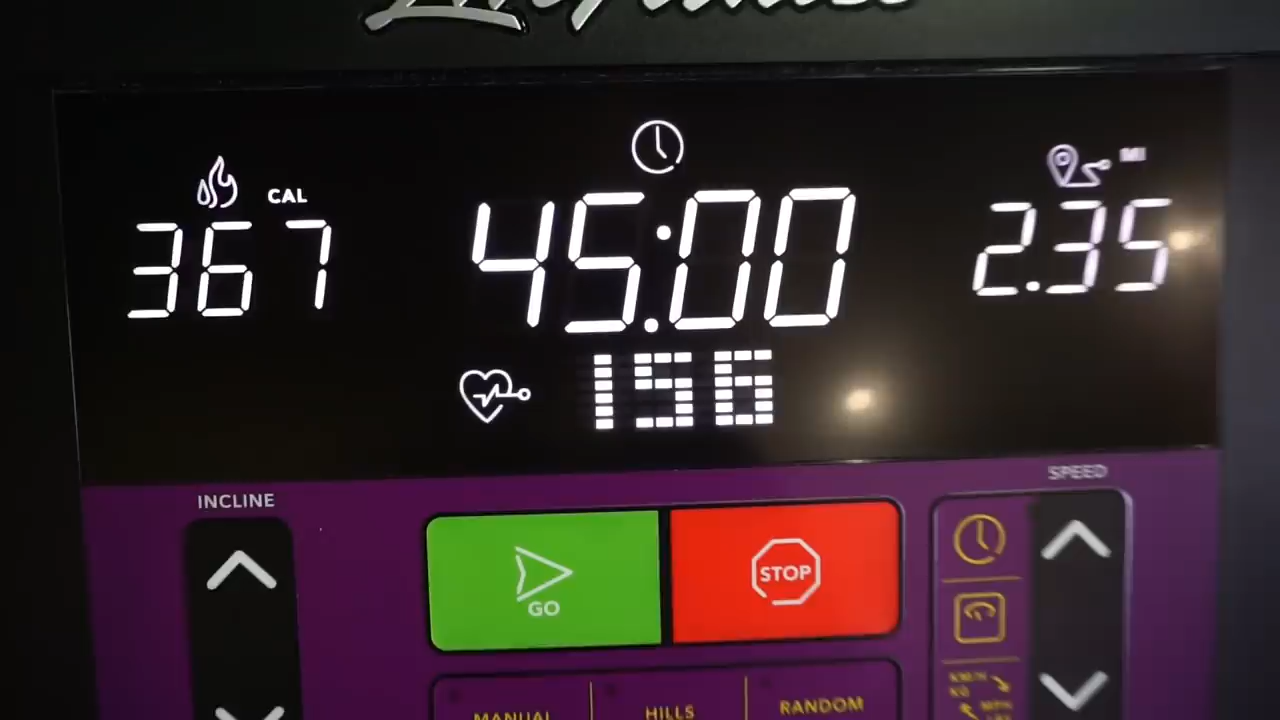 CAL
MI
367
45:00
2.35
156
INCLINE
SPEED
GO
STOP
MANUAL
HILLS
RANDOM